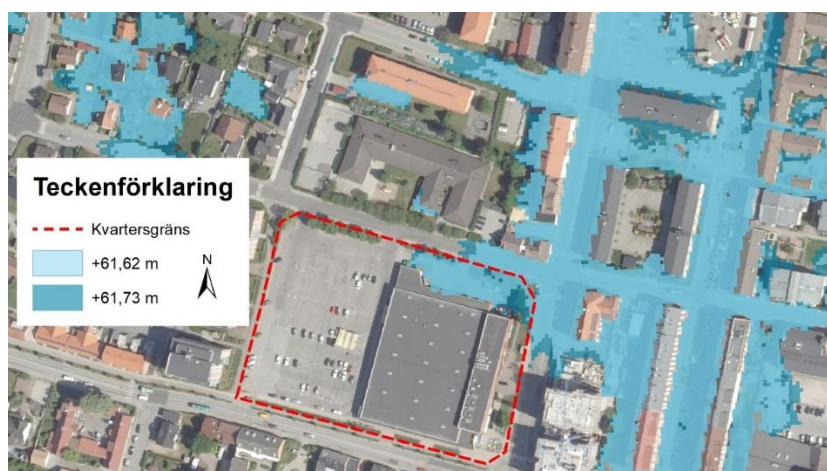 Teckenförklaring
Kvartersgräns
+61,62 m
N
+61,73 m